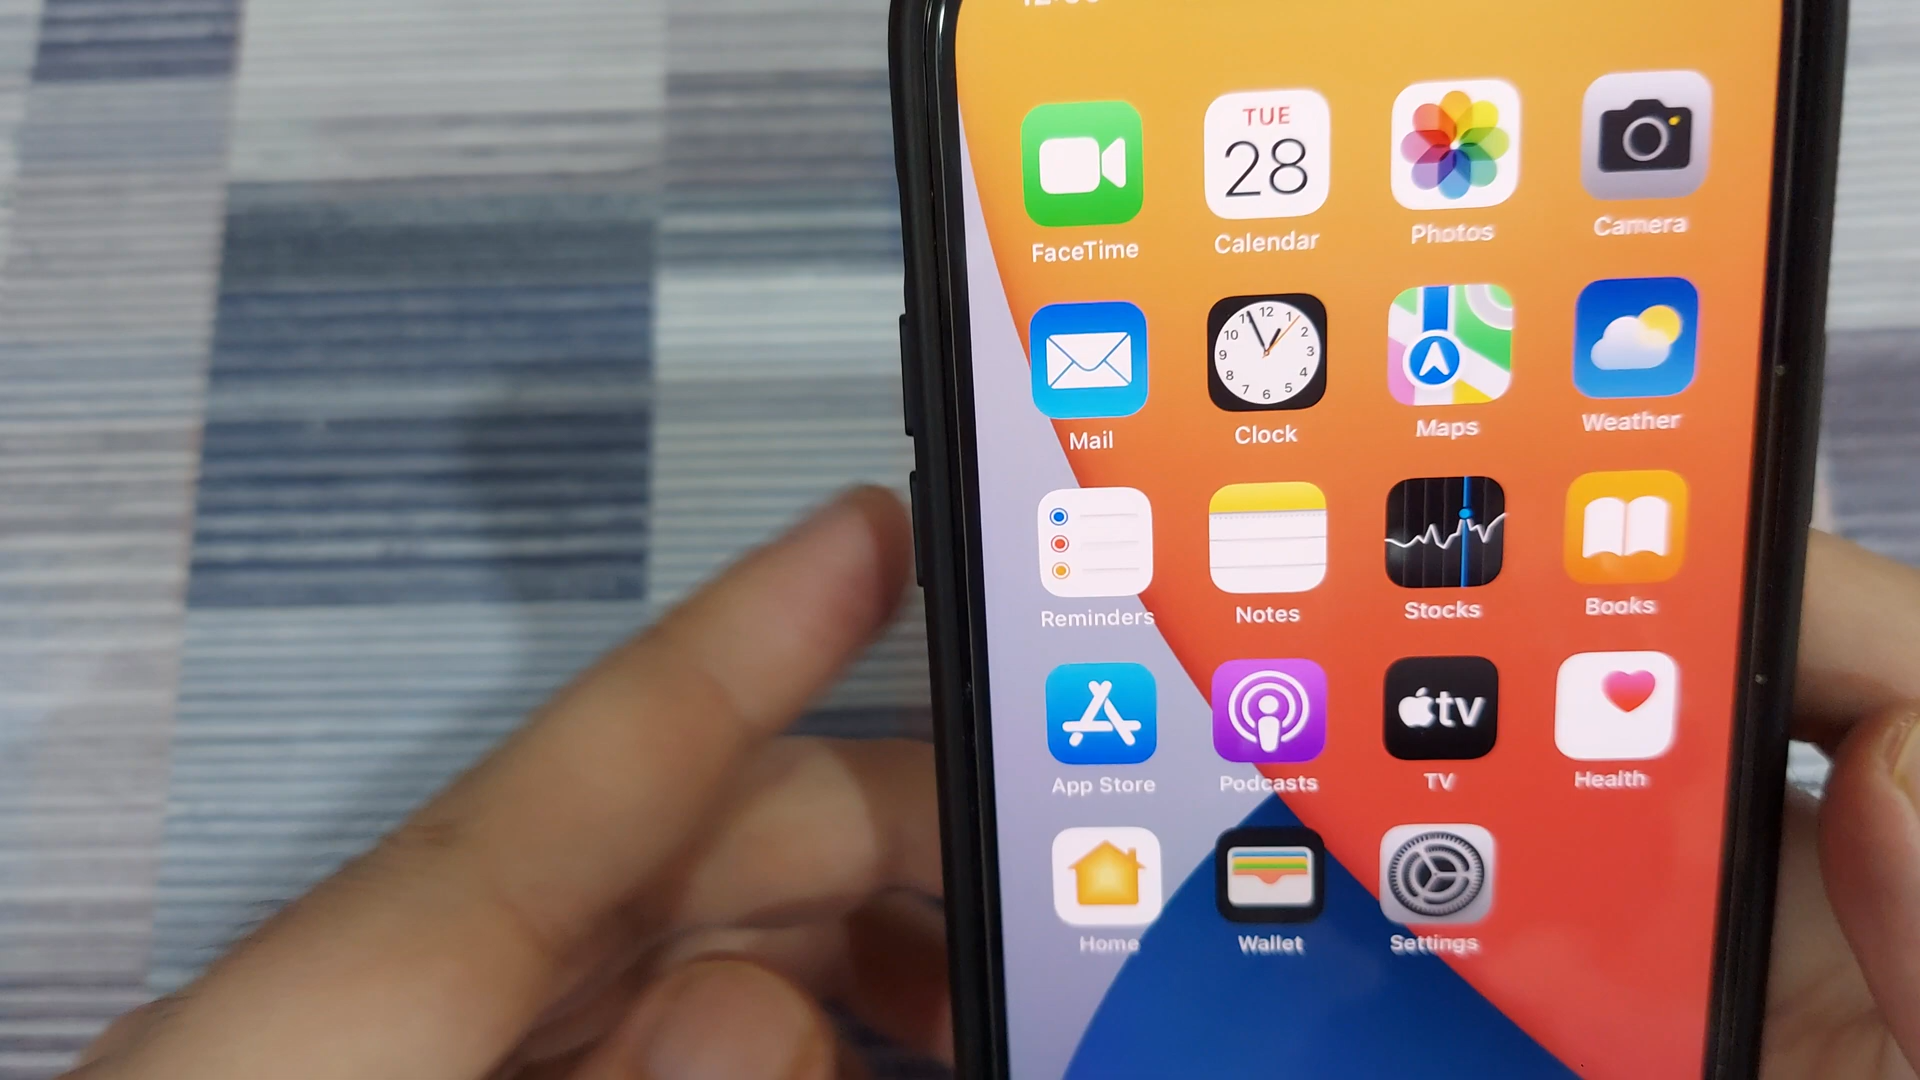 TUE
28
FaceTime Calendar Photos Camera
12 1 2 3 4 5 6 7 8 9 10 11
Mail Clock Maps Weather
Reminders Notes Stocks Books
tv
App Store Podcasts TV Health
Home Wallet Settings